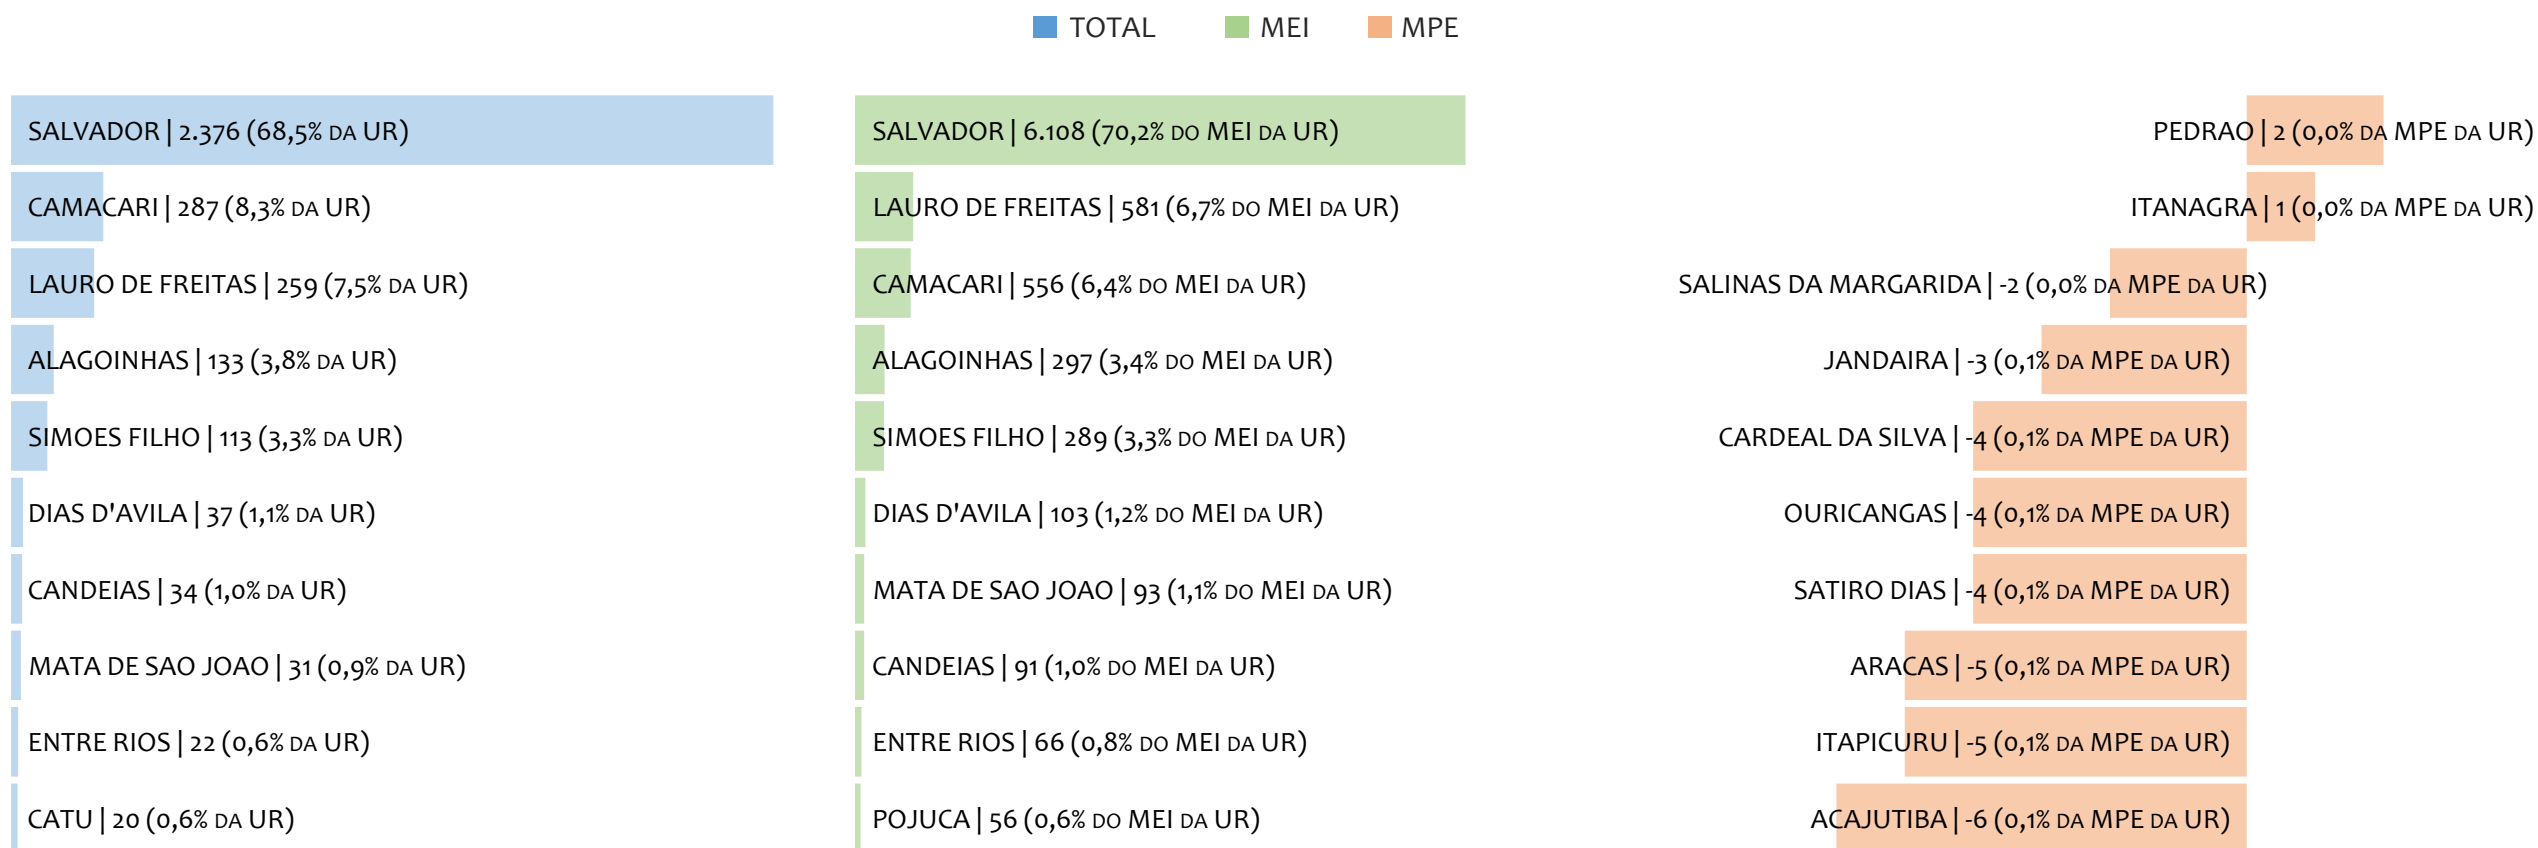 TOTAL MEI MPE
SALVADOR | 2.376 (68,5% DA UR)
CAMACARI | 287 (8,3% DA UR)
LAURO DE FREITAS | 259 (7,5% DA UR)
ALAGOINHAS | 133 (3,8% DA UR)
SIMOES FILHO | 113 (3,3% DA UR)
DIAS D'AVILA | 37 (1,1% DA UR)
CANDEIAS | 34 (1,0% DA UR)
MATA DE SAO JOAO | 31 (0,9% DA UR)
ENTRE RIOS | 22 (0,6% DA UR)
CATU | 20 (0,6% DA UR)
SALVADOR | 6.108 (70,2% DO MEI DA UR)
LAURO DE FREITAS | 581 (6,7% DO MEI DA UR)
CAMACARI | 556 (6,4% DO MEI DA UR)
ALAGOINHAS | 297 (3,4% DO MEI DA UR)
SIMOES FILHO | 289 (3,3% DO MEI DA UR)
DIAS D'AVILA | 103 (1,2% DO MEI DA UR)
MATA DE SAO JOAO | 93 (1,1% DO MEI DA UR)
CANDEIAS | 91 (1,0% DO MEI DA UR)
ENTRE RIOS | 66 (0,8% DO MEI DA UR)
POJUCA | 56 (0,6% DO MEI DA UR)
PEDRAO | 2 (0,0% DA MPE DA UR)
ITANAGRA | 1 (0,0% DA MPE DA UR)
SALINAS DA MARGARIDA | -2 (0,0% DA MPE DA UR)
JANDAIRA | -3 (0,1% DA MPE DA UR)
CARDEAL DA SILVA | -4 (0,1% DA MPE DA UR)
OURICANGAS | -4 (0,1% DA MPE DA UR)
SATIRO DIAS | -4 (0,1% DA MPE DA UR)
ARACAS | -5 (0,1% DA MPE DA UR)
ITAPICURU | -5 (0,1% DA MPE DA UR)
ACAJUTIBA | -6 (0,1% DA MPE DA UR)